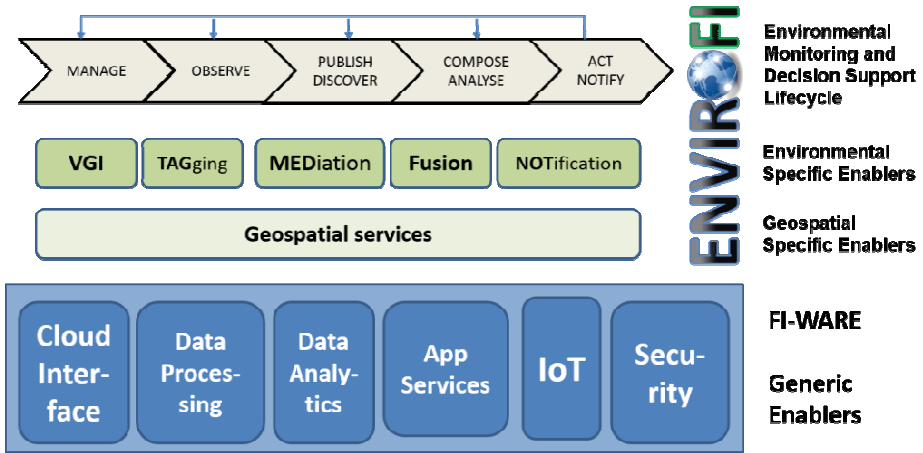 MANAGE
OBSERVE
PUBLISH
DISCOVER
COMPOSE
ANALYSE
ACT
NOTIFY
Environmental
Monitoring and
Decision Support
Lifecycle
ENVIROFI
VGI
TAGging
MEDiation
Fusion
NOTification
Environmental
Specific Enablers
Geospatial services
Geospatial
Specific Enablers
Cloud
Inter-
face
Data
Proces-
sing
Data
Analy-
tics
App
Services
IoT
Secu-
rity
FI-WARE
Generic
Enablers